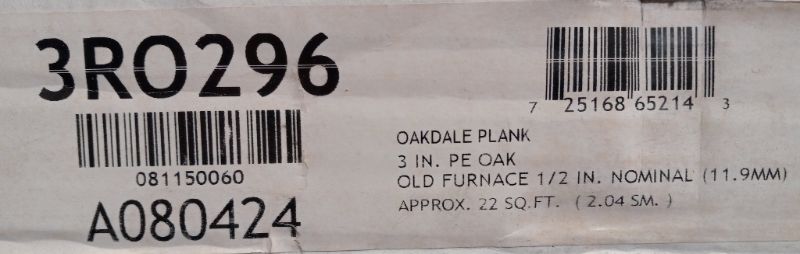 3RO296
081150060
A080424
7 25168 65214 3
OAKDALE PLANK
3 IN. PE OAK
OLD FURNACE 1/2 IN. NOMINAL (11.9MM)
APPROX. 22 SQ.FT. ( 2.04 SM. )